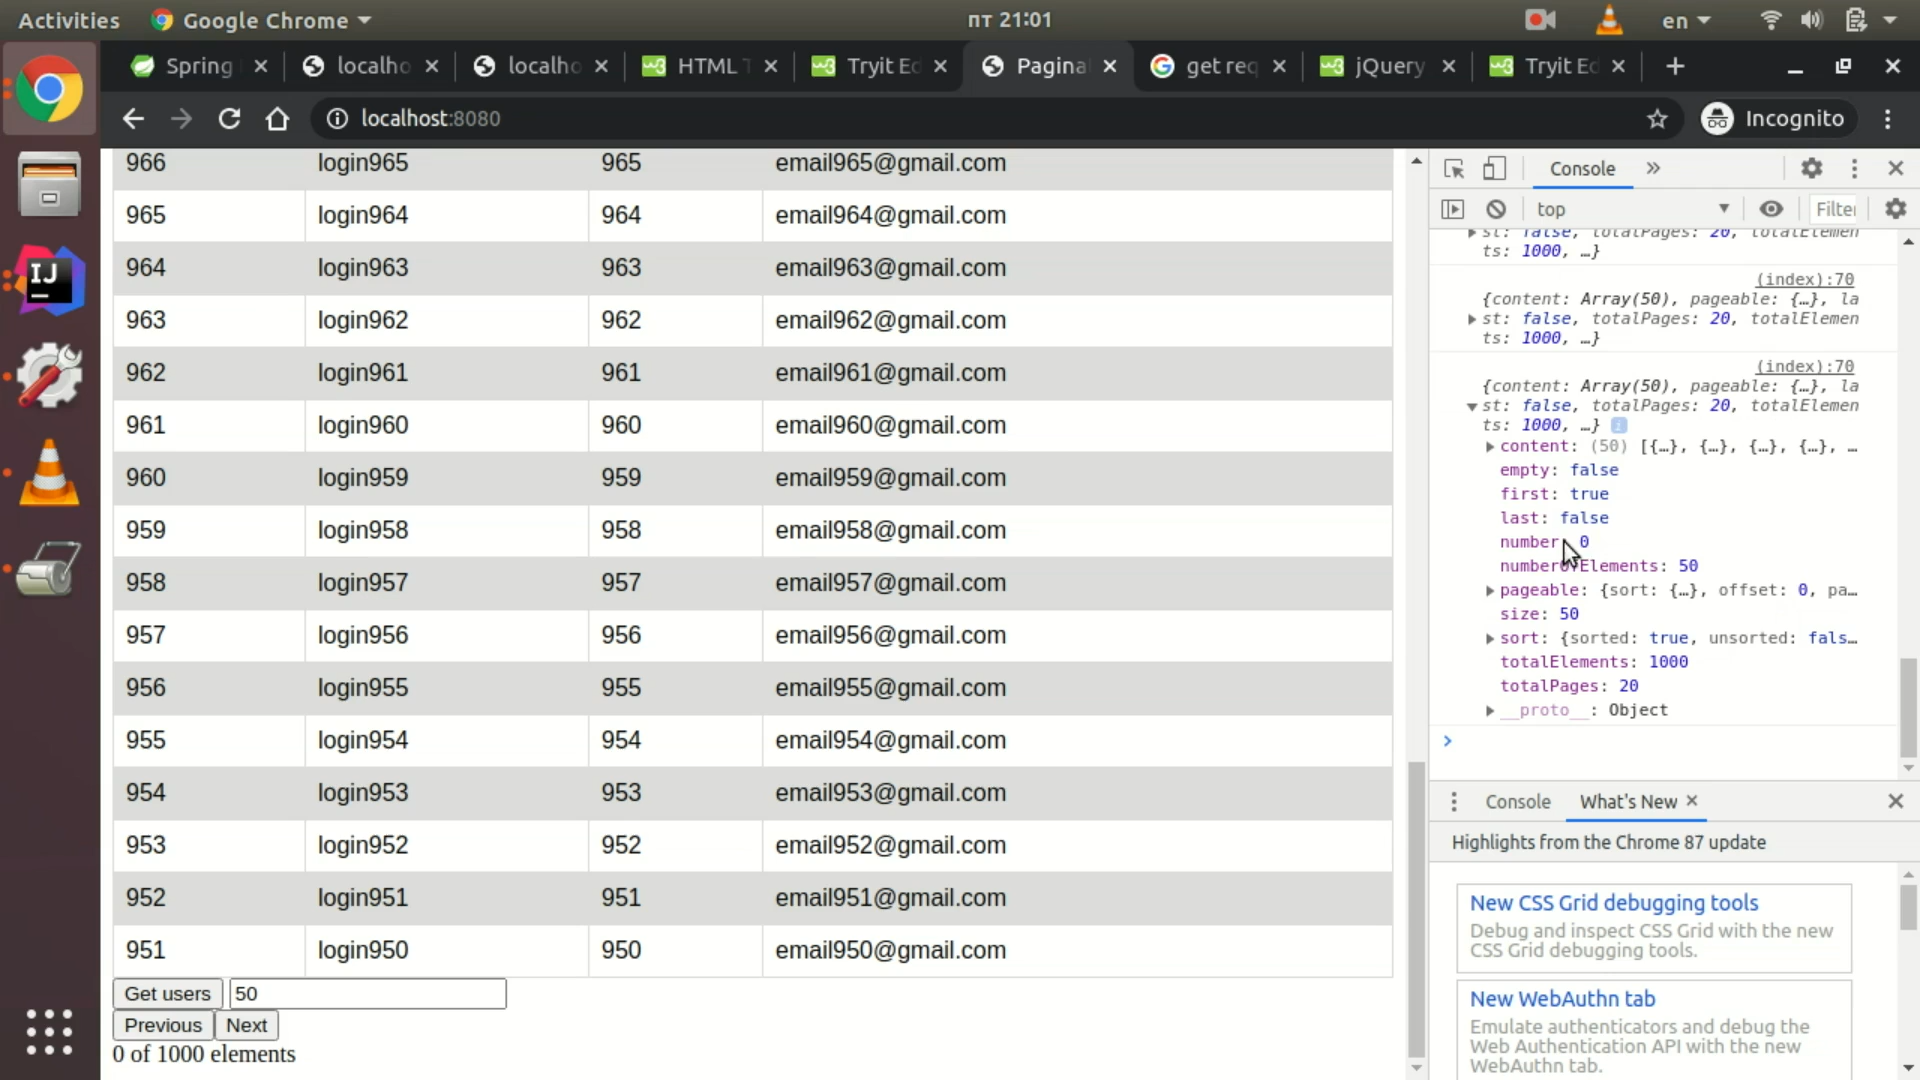 Activities Google Chrome пт 21:01 en
Spring localho localho HTML T Tryit Ed Pagina get req jQuery Tryit Ed
localhost:8080 Incognito
966 login965 965 email965@gmail.com
965 login964 964 email964@gmail.com
964 login963 963 email963@gmail.com
963 login962 962 email962@gmail.com
962 login961 961 email961@gmail.com
961 login960 960 email960@gmail.com
960 login959 959 email959@gmail.com
959 login958 958 email958@gmail.com
958 login957 957 email957@gmail.com
957 login956 956 email956@gmail.com
956 login955 955 email955@gmail.com
955 login954 954 email954@gmail.com
954 login953 953 email953@gmail.com
953 login952 952 email952@gmail.com
952 login951 951 email951@gmail.com
951 login950 950 email950@gmail.com
Get users 50
Previous Next
0 of 1000 elements
Console »
top Filter
st: false, totalPages: 20, totalElemen
ts: 1000, …}
(index):70
{content: Array(50), pageable: {…}, la
st: false, totalPages: 20, totalElemen
ts: 1000, …}
(index):70
{content: Array(50), pageable: {…}, la
st: false, totalPages: 20, totalElemen
ts: 1000, …} i
content: (50) [{…}, {…}, {…}, {…}, …
empty: false
first: true
last: false
number: 0
numberOfElements: 50
pageable: {sort: {…}, offset: 0, pa…
size: 50
sort: {sorted: true, unsorted: fals…
totalElements: 1000
totalPages: 20
__proto__: Object
>
Console What's New
Highlights from the Chrome 87 update
New CSS Grid debugging tools
Debug and inspect CSS Grid with the new
CSS Grid debugging tools.
New WebAuthn tab
Emulate authenticators and debug the
Web Authentication API with the new
WebAuthn tab.
IJ